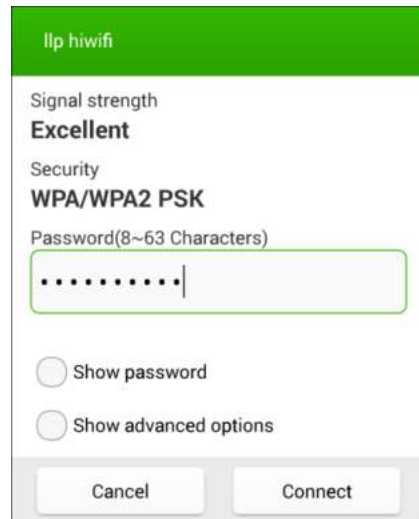 llp hiwifi
Signal strength
Excellent
Security
WPA/WPA2 PSK
Password(8~63 Characters)
••••••••••
Show password
Show advanced options
Cancel Connect